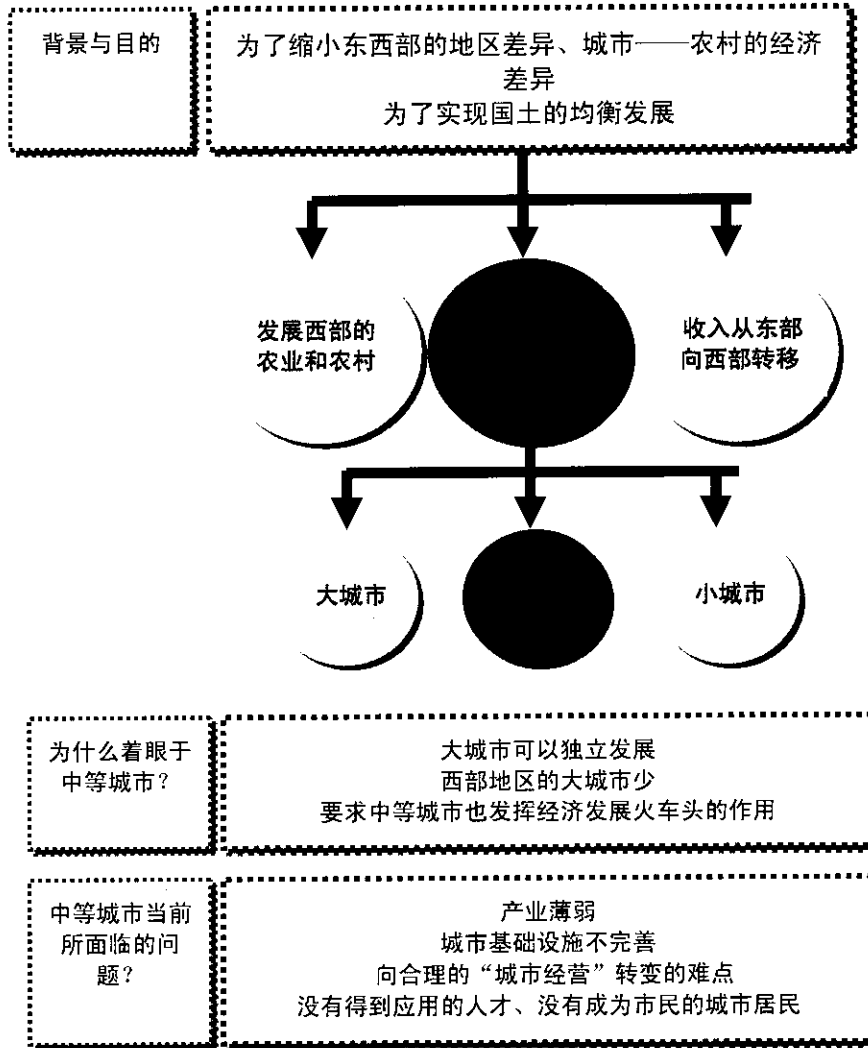 背景与目的
为了缩小东西部的地区差异、城市——农村的经济
差异
为了实现国土的均衡发展
发展西部的
农业和农村
收入从东部
向西部转移
大城市
小城市
为什么着眼于
中等城市？
大城市可以独立发展
西部地区的大城市少
要求中等城市也发挥经济发展火车头的作用
中等城市当前
所面临的问
题？
产业薄弱
城市基础设施不完善
向合理的“城市经营”转变的难点
没有得到应用的人才、没有成为市民的城市居民